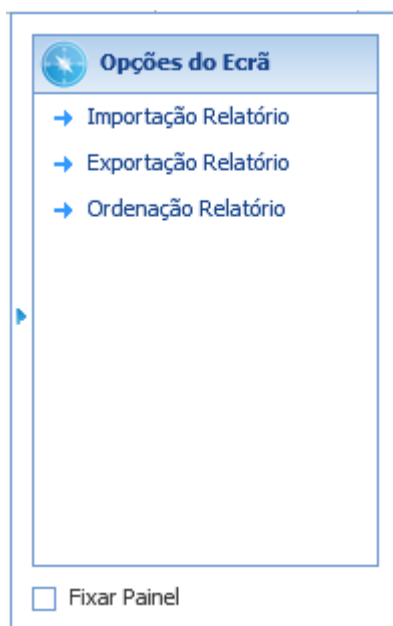 Opções do Ecrã
Importação Relatório
Exportação Relatório
Ordenação Relatório
Fixar Painel